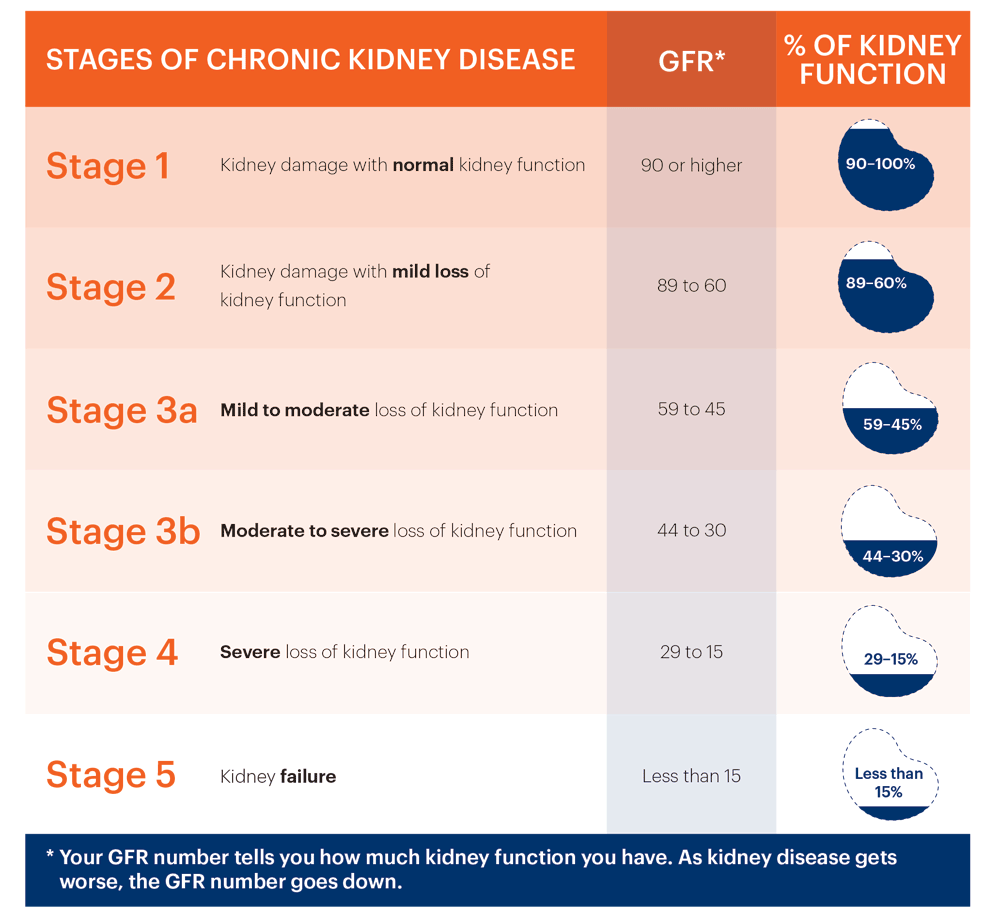 STAGES OF CHRONIC KIDNEY DISEASE
GFR*
% OF KIDNEY
FUNCTION
Stage 1
Kidney damage with normal kidney function
90 or higher
90–100%
Stage 2
Kidney damage with mild loss of
kidney function
89 to 60
89–60%
Stage 3a
Mild to moderate loss of kidney function
59 to 45
59–45%
Stage 3b
Moderate to severe loss of kidney function
44 to 30
44–30%
Stage 4
Severe loss of kidney function
29 to 15
29–15%
Stage 5
Kidney failure
Less than 15
Less than
15%
* Your GFR number tells you how much kidney function you have. As kidney disease gets
worse, the GFR number goes down.